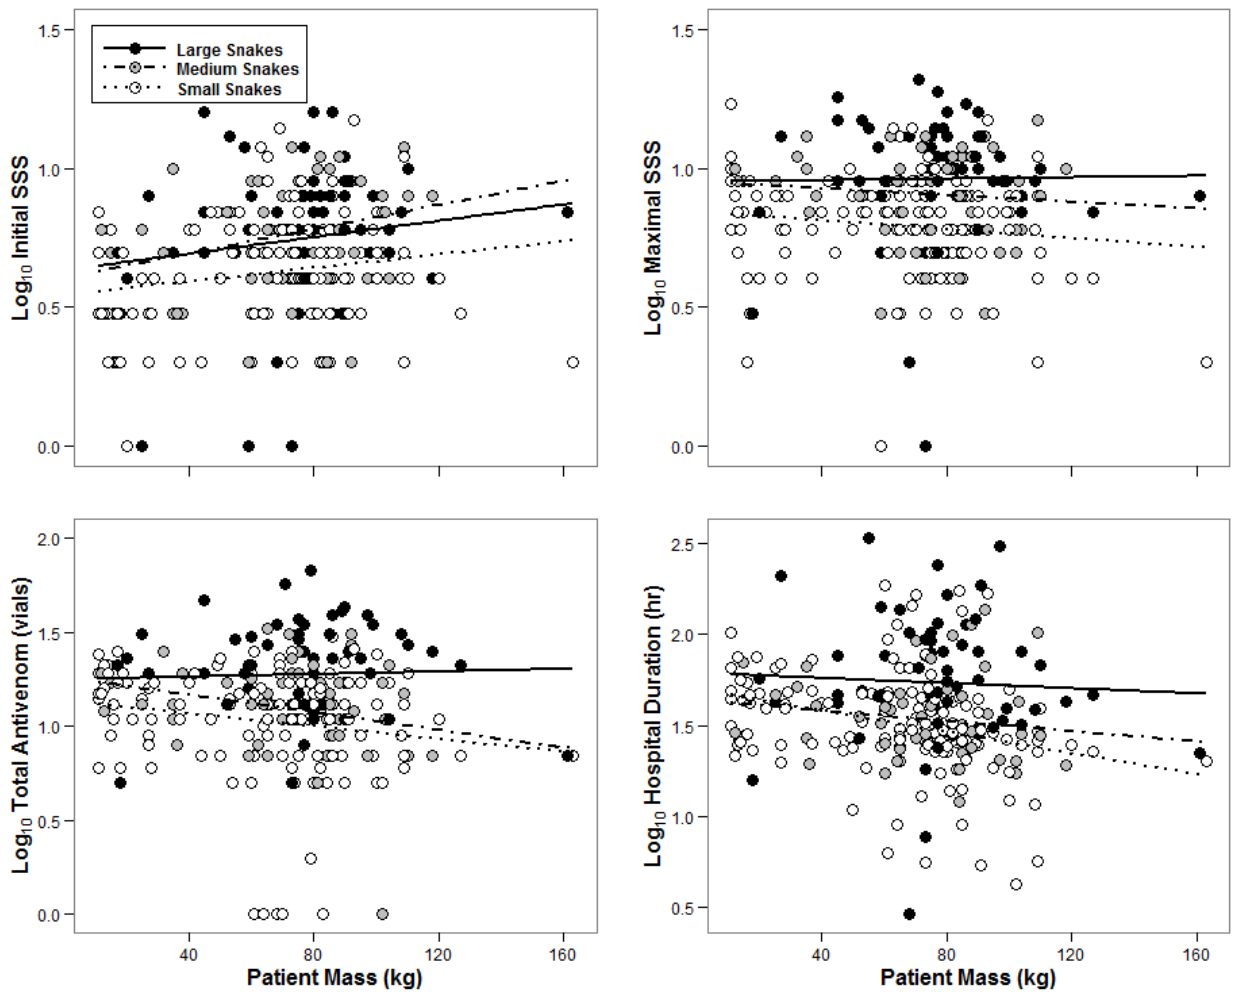 Log10 Initial SSS
1.5
1.0
0.5
0.0
Large Snakes
Medium Snakes
Small Snakes
Log10 Maximal SSS
1.5
1.0
0.5
0.0
Log10 Total Antivenom (vials)
2.0
1.5
1.0
0.5
0.0
40
80
120
160
Patient Mass (kg)
Log10 Hospital Duration (hr)
2.5
2.0
1.5
1.0
0.5
40
80
120
160
Patient Mass (kg)